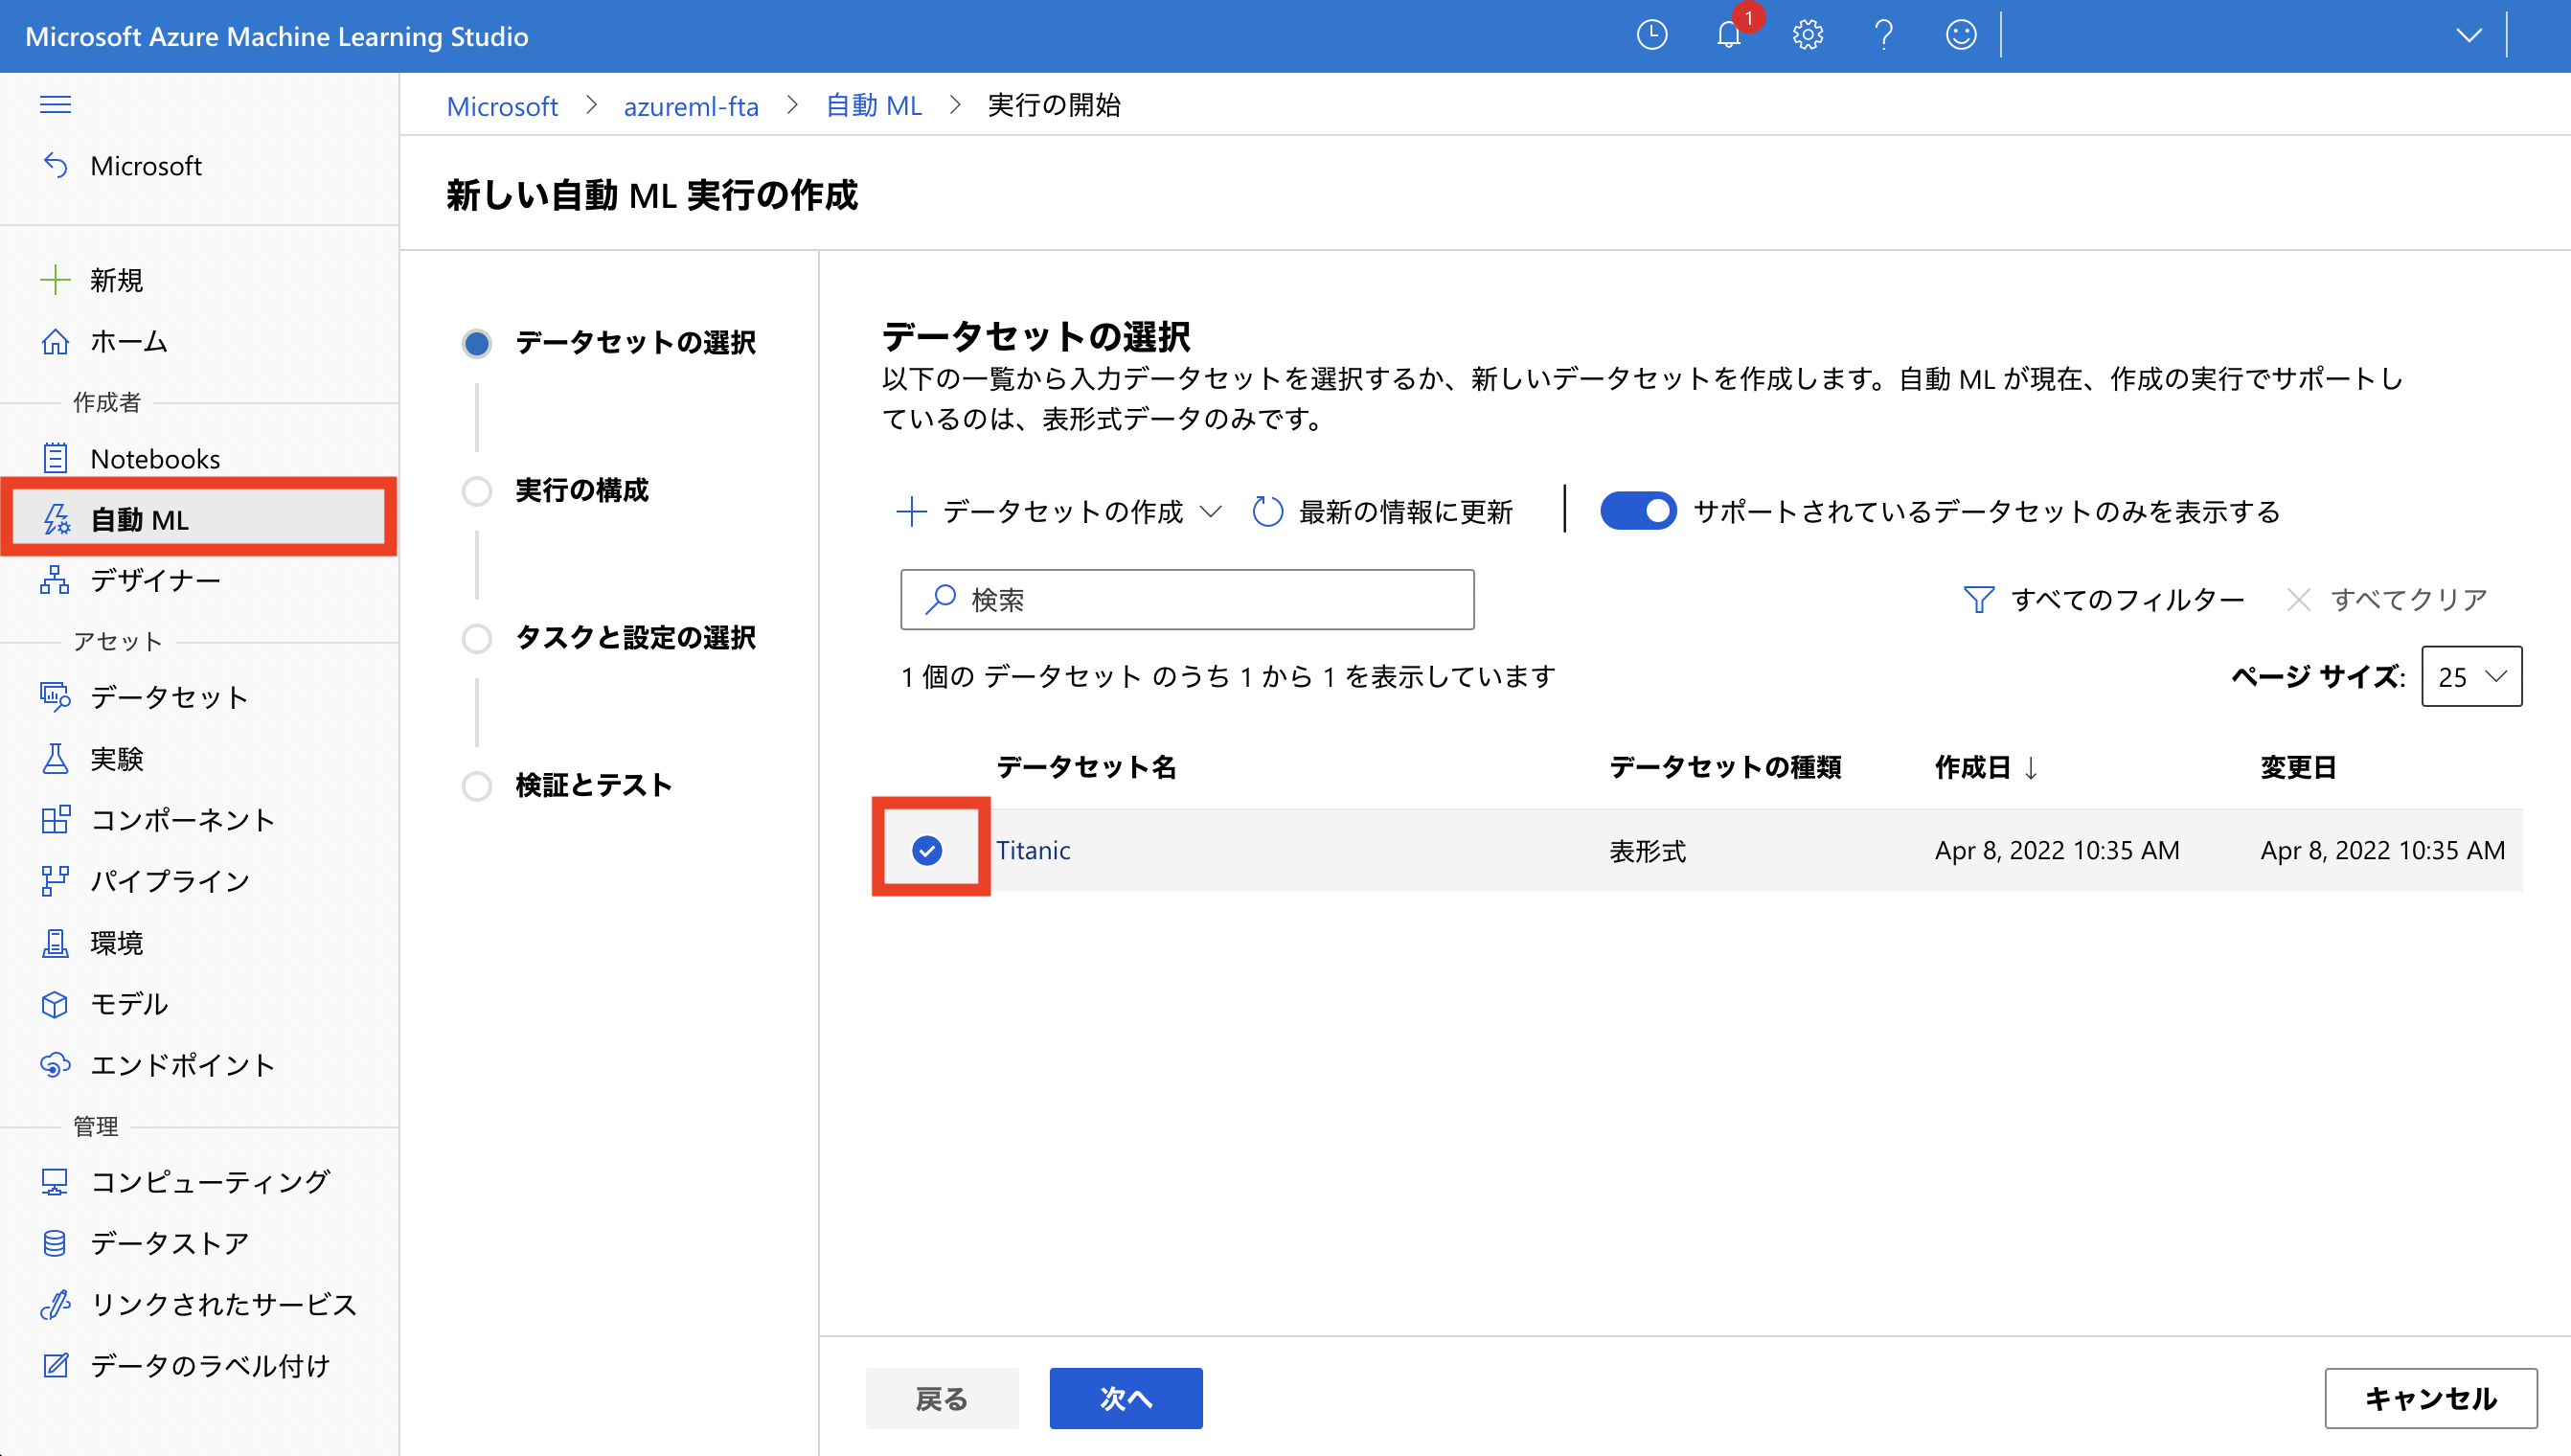 Microsoft Azure Machine Learning Studio
1
Microsoft
新規
ホーム
作成者
Notebooks
自動 ML
デザイナー
アセット
データセット
実験
コンポーネント
パイプライン
環境
モデル
エンドポイント
管理
コンピューティング
データストア
リンクされたサービス
データのラベル付け
Microsoft > azureml-fta > 自動 ML > 実行の開始
新しい自動 ML 実行の作成
データセットの選択
実行の構成
タスクと設定の選択
検証とテスト
データセットの選択
以下の一覧から入力データセットを選択するか、新しいデータセットを作成します。自動 ML が現在、作成の実行でサポートし
ているのは、表形式データのみです。
データセットの作成 最新の情報に更新 サポートされているデータセットのみを表示する
検索 すべてのフィルター すべてクリア
1 個の データセット のうち 1 から 1 を表示しています ページ サイズ: 25
データセット名 データセットの種類 作成日 ↓ 変更日
Titanic 表形式 Apr 8, 2022 10:35 AM Apr 8, 2022 10:35 AM
戻る 次へ キャンセル